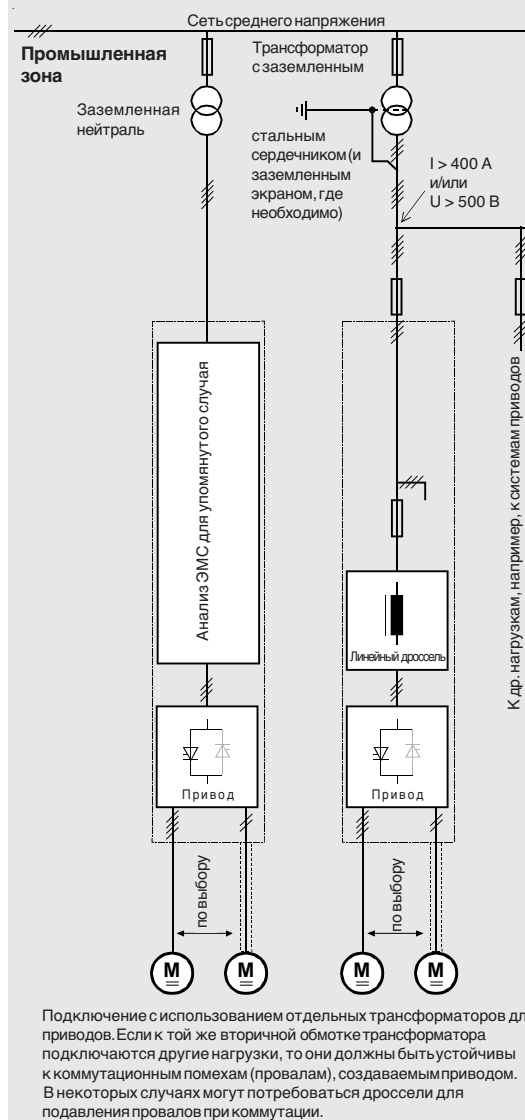 Сеть среднего напряжения
Промышленная
зона
Трансформатор
с заземленным
Заземленная
нейтраль
стальным
сердечником (и
заземленным
экраном, где
необходимо)
I > 400 А
и/или
U > 500 В
Анализ ЭМС для упомянутого случая
К др. нагрузкам, например, к системам приводов
Линейный дроссель
Привод
Привод
по выбору
по выбору
M
M
M
M
Подключение с использованием отдельных трансформаторов дл
приводов. Если к той же вторичной обмотке трансформатора
подключаются другие нагрузки, то они должны быть устойчивы
к коммутационным помехам (провалам), создаваемым приводом.
В некоторых случаях могут потребоваться дроссели для
подавления провалов при коммутации.